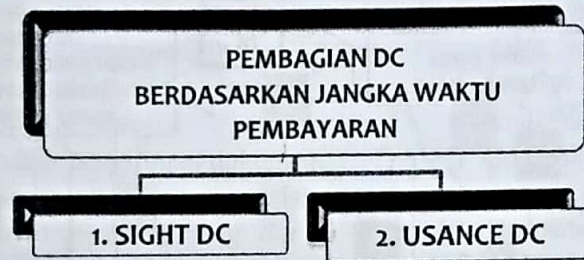 PEMBAGIAN DC
BERDASARKAN JANGKA WAKTU
PEMBAYARAN
1. SIGHT DC
2. USANCE DC